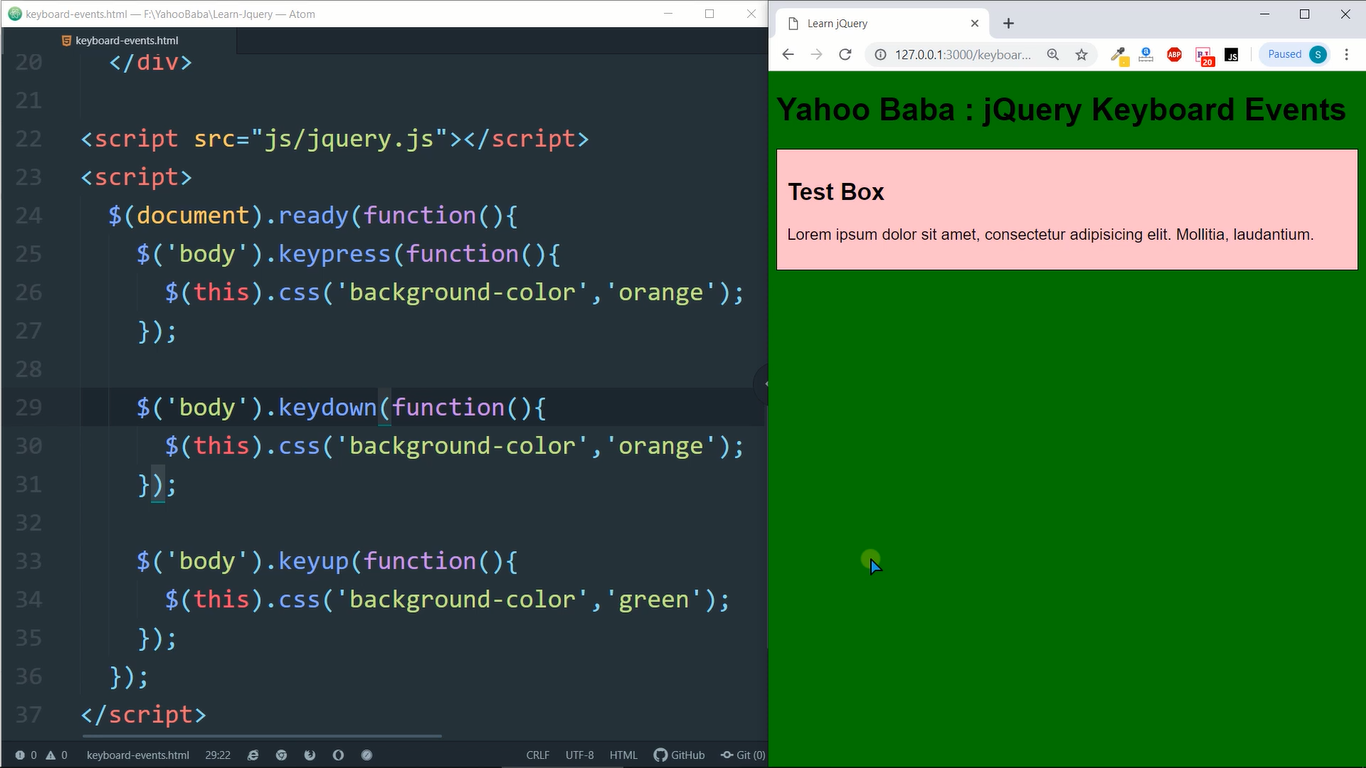 keyboard-events.html — F:\YahooBaba\Learn-Jquery — Atom
keyboard-events.html
20 </div>
21
22 <script src="js/jquery.js"></script>
23 <script>
24 $(document).ready(function(){
25 $('body').keypress(function(){
26 $(this).css('background-color','orange');
27 });
28
29 $('body').keydown(function(){
30 $(this).css('background-color','orange');
31 });
32
33 $('body').keyup(function(){
34 $(this).css('background-color','green');
35 });
36 });
37 </script>
0 0 keyboard-events.html 29:22 CRLF UTF-8 HTML GitHub Git (0)
Learn jQuery
127.0.0.1:3000/keyboar... ABP 20 JS Paused S
Yahoo Baba : jQuery Keyboard Events
Test Box
Lorem ipsum dolor sit amet, consectetur adipisicing elit. Mollitia, laudantium.